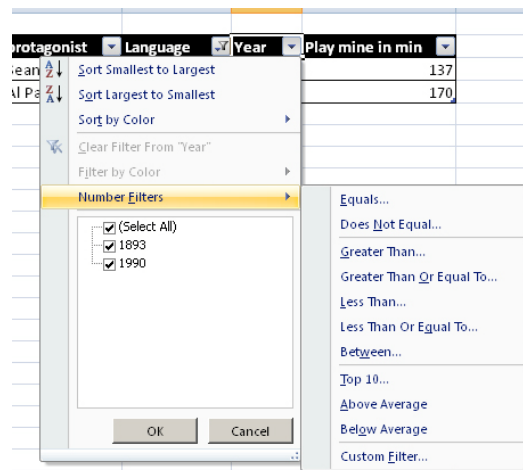 protagonist Language Year Play mine in min
Sean 137
Al Pa 170
Sort Smallest to Largest
Sort Largest to Smallest
Sort by Color
Clear Filter From "Year"
Filter by Color
Number Filters
(Select All)
1893
1990
OK Cancel
Equals...
Does Not Equal...
Greater Than...
Greater Than Or Equal To...
Less Than...
Less Than Or Equal To...
Between...
Top 10...
Above Average
Below Average
Custom Filter...